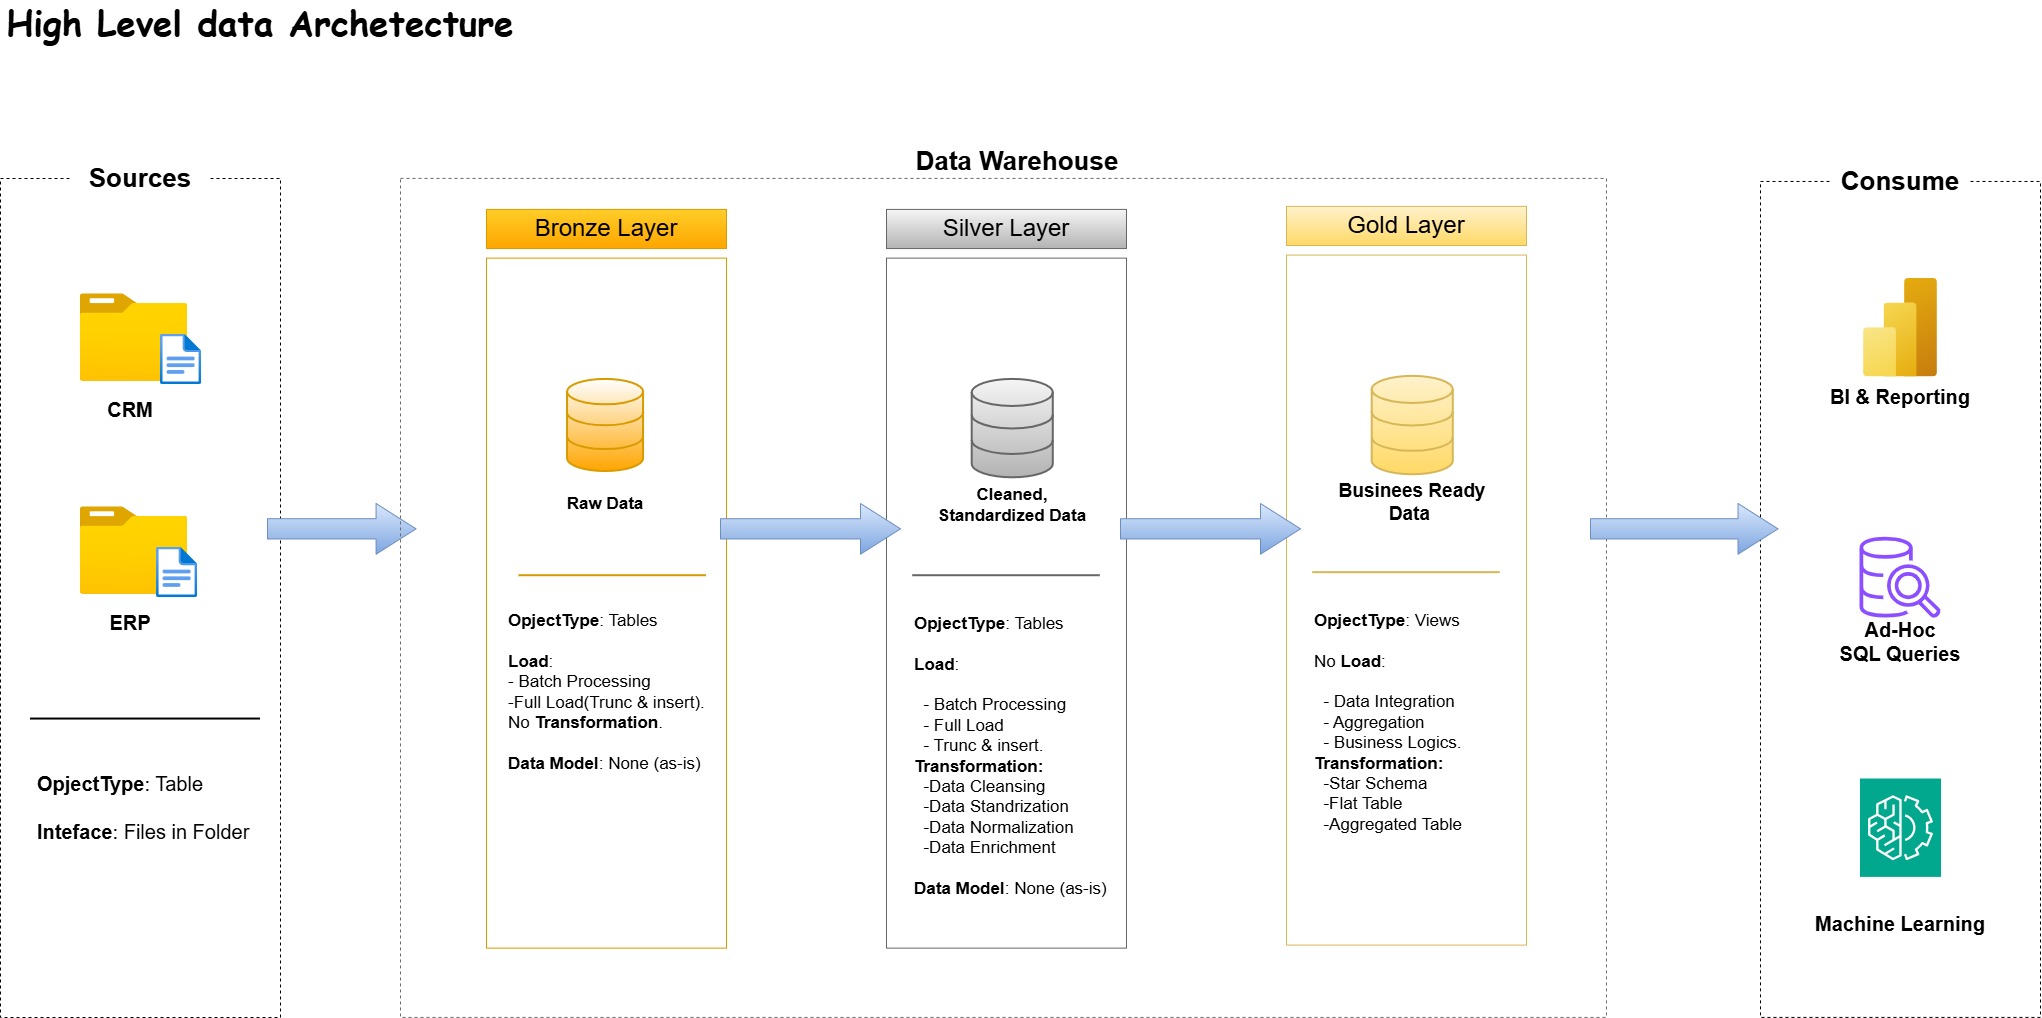 High Level data Archetecture
Sources
CRM
ERP
OpjectType: Table
Inteface: Files in Folder
Data Warehouse
Bronze Layer
Raw Data
OpjectType: Tables
Load:
- Batch Processing
-Full Load(Trunc & insert).
No Transformation.
Data Model: None (as-is)
Silver Layer
Cleaned,
Standardized Data
OpjectType: Tables
Load:
- Batch Processing
- Full Load
- Trunc & insert.
Transformation:
-Data Cleansing
-Data Standrization
-Data Normalization
-Data Enrichment
Data Model: None (as-is)
Gold Layer
Businees Ready
Data
OpjectType: Views
No Load:
- Data Integration
- Aggregation
- Business Logics.
Transformation:
-Star Schema
-Flat Table
-Aggregated Table
Consume
BI & Reporting
Ad-Hoc
SQL Queries
Machine Learning